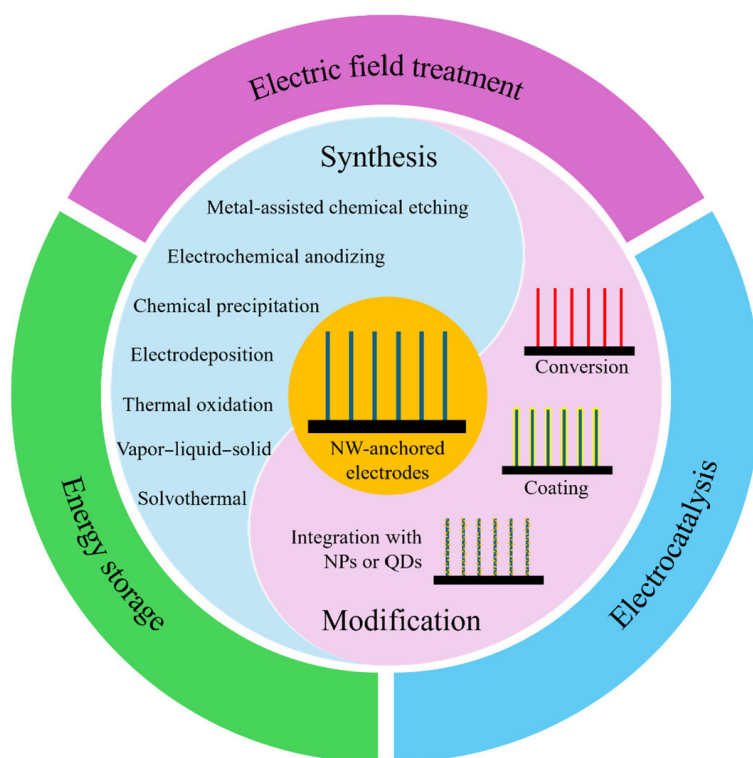 Electric field treatment
Synthesis
Metal-assisted chemical etching
Electrochemical anodizing
Chemical precipitation
Electrodeposition
Thermal oxidation
Vapor–liquid–solid
Solvothermal
NW-anchored
electrodes
Conversion
Coating
Integration with
NPs or QDs
Modification
Energy storage
Electrocatalysis